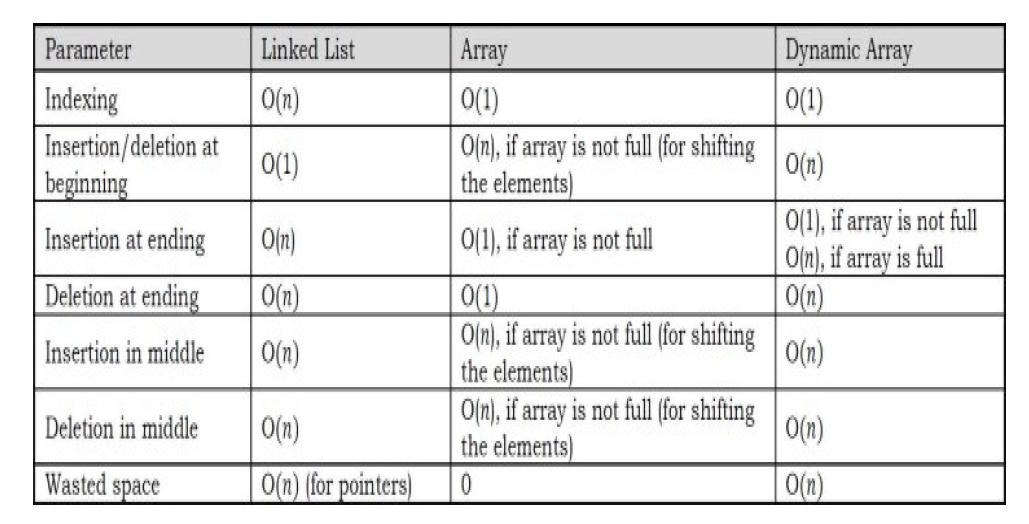 Parameter Linked List Array Dynamic Array
Indexing O(n) O(1) O(1)
Insertion/deletion at beginning O(1) O(n), if array is not full (for shifting the elements) O(n)
Insertion at ending O(n) O(1), if array is not full O(1), if array is not full O(n), if array is full
Deletion at ending O(n) O(1) O(n)
Insertion in middle O(n) O(n), if array is not full (for shifting the elements) O(n)
Deletion in middle O(n) O(n), if array is not full (for shifting the elements) O(n)
Wasted space O(n) (for pointers) 0 O(n)